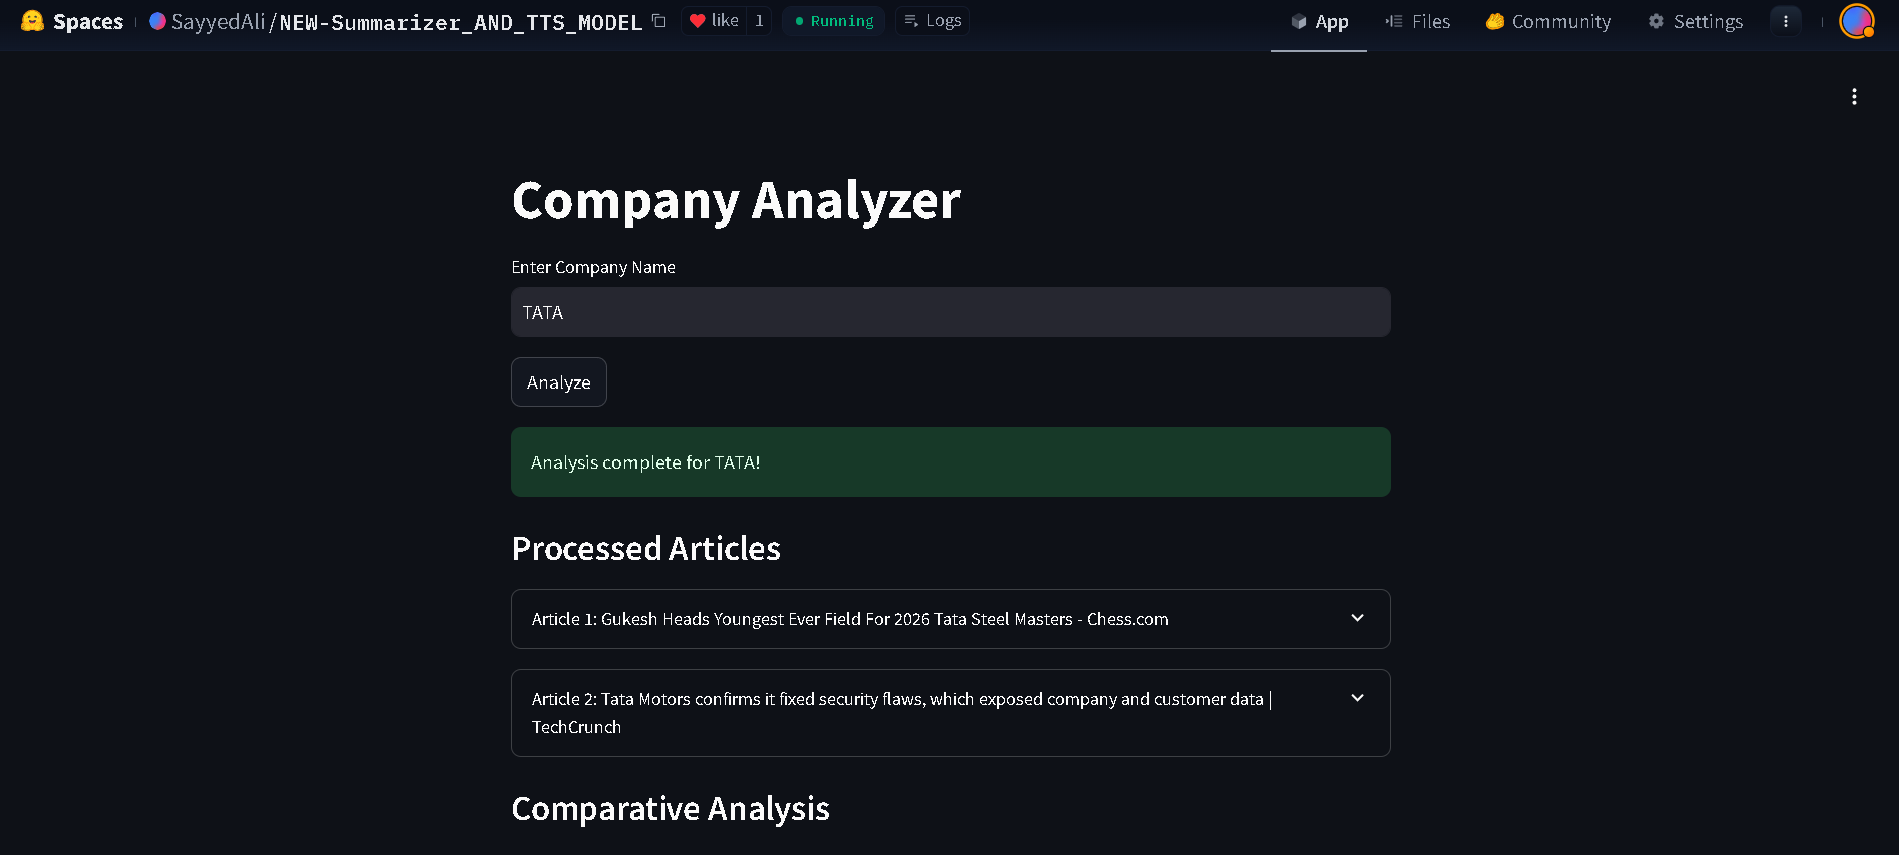 Spaces
SayyedAli/NEW-Summarizer_AND_TTS_MODEL
like 1
Running
Logs
App
Files
Community
Settings
Company Analyzer
Enter Company Name
TATA
Analyze
Analysis complete for TATA!
Processed Articles
Article 1: Gukesh Heads Youngest Ever Field For 2026 Tata Steel Masters - Chess.com
Article 2: Tata Motors confirms it fixed security flaws, which exposed company and customer data |
TechCrunch
Comparative Analysis